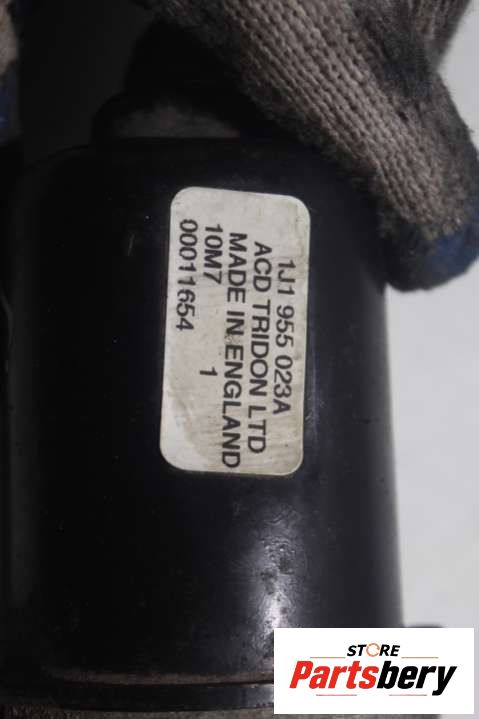 1J1 955 023A
ACD TRIDON LTD
MADE IN ENGLAND
10M7 1
00011654
STORE
Partsbery